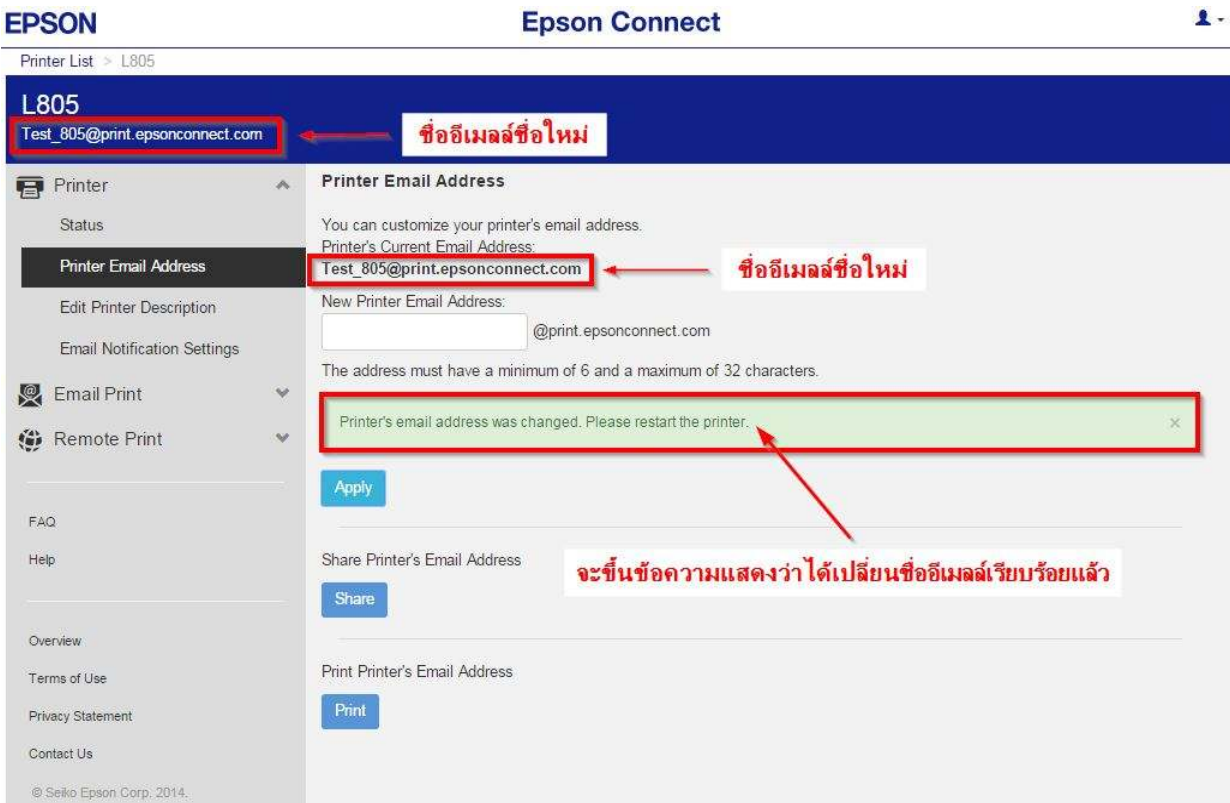 EPSON
Epson Connect
Printer List > L805
L805
Test_805@print.epsonconnect.com
ชื่ออีเมลล์ชื่อใหม่
Printer
Status
Printer Email Address
Edit Printer Description
Email Notification Settings
Email Print
Remote Print
FAQ
Help
Overview
Terms of Use
Privacy Statement
Contact Us
© Seiko Epson Corp. 2014.
Printer Email Address
You can customize your printer's email address.
Printer's Current Email Address:
Test_805@print.epsonconnect.com
ชื่ออีเมลล์ชื่อใหม่
New Printer Email Address:
@print.epsonconnect.com
The address must have a minimum of 6 and a maximum of 32 characters.
Printer's email address was changed. Please restart the printer.
×
Apply
จะขึ้นข้อความแสดงว่าได้เปลี่ยนชื่ออีเมลล์เรียบร้อยแล้ว
Share Printer's Email Address
Share
Print Printer's Email Address
Print